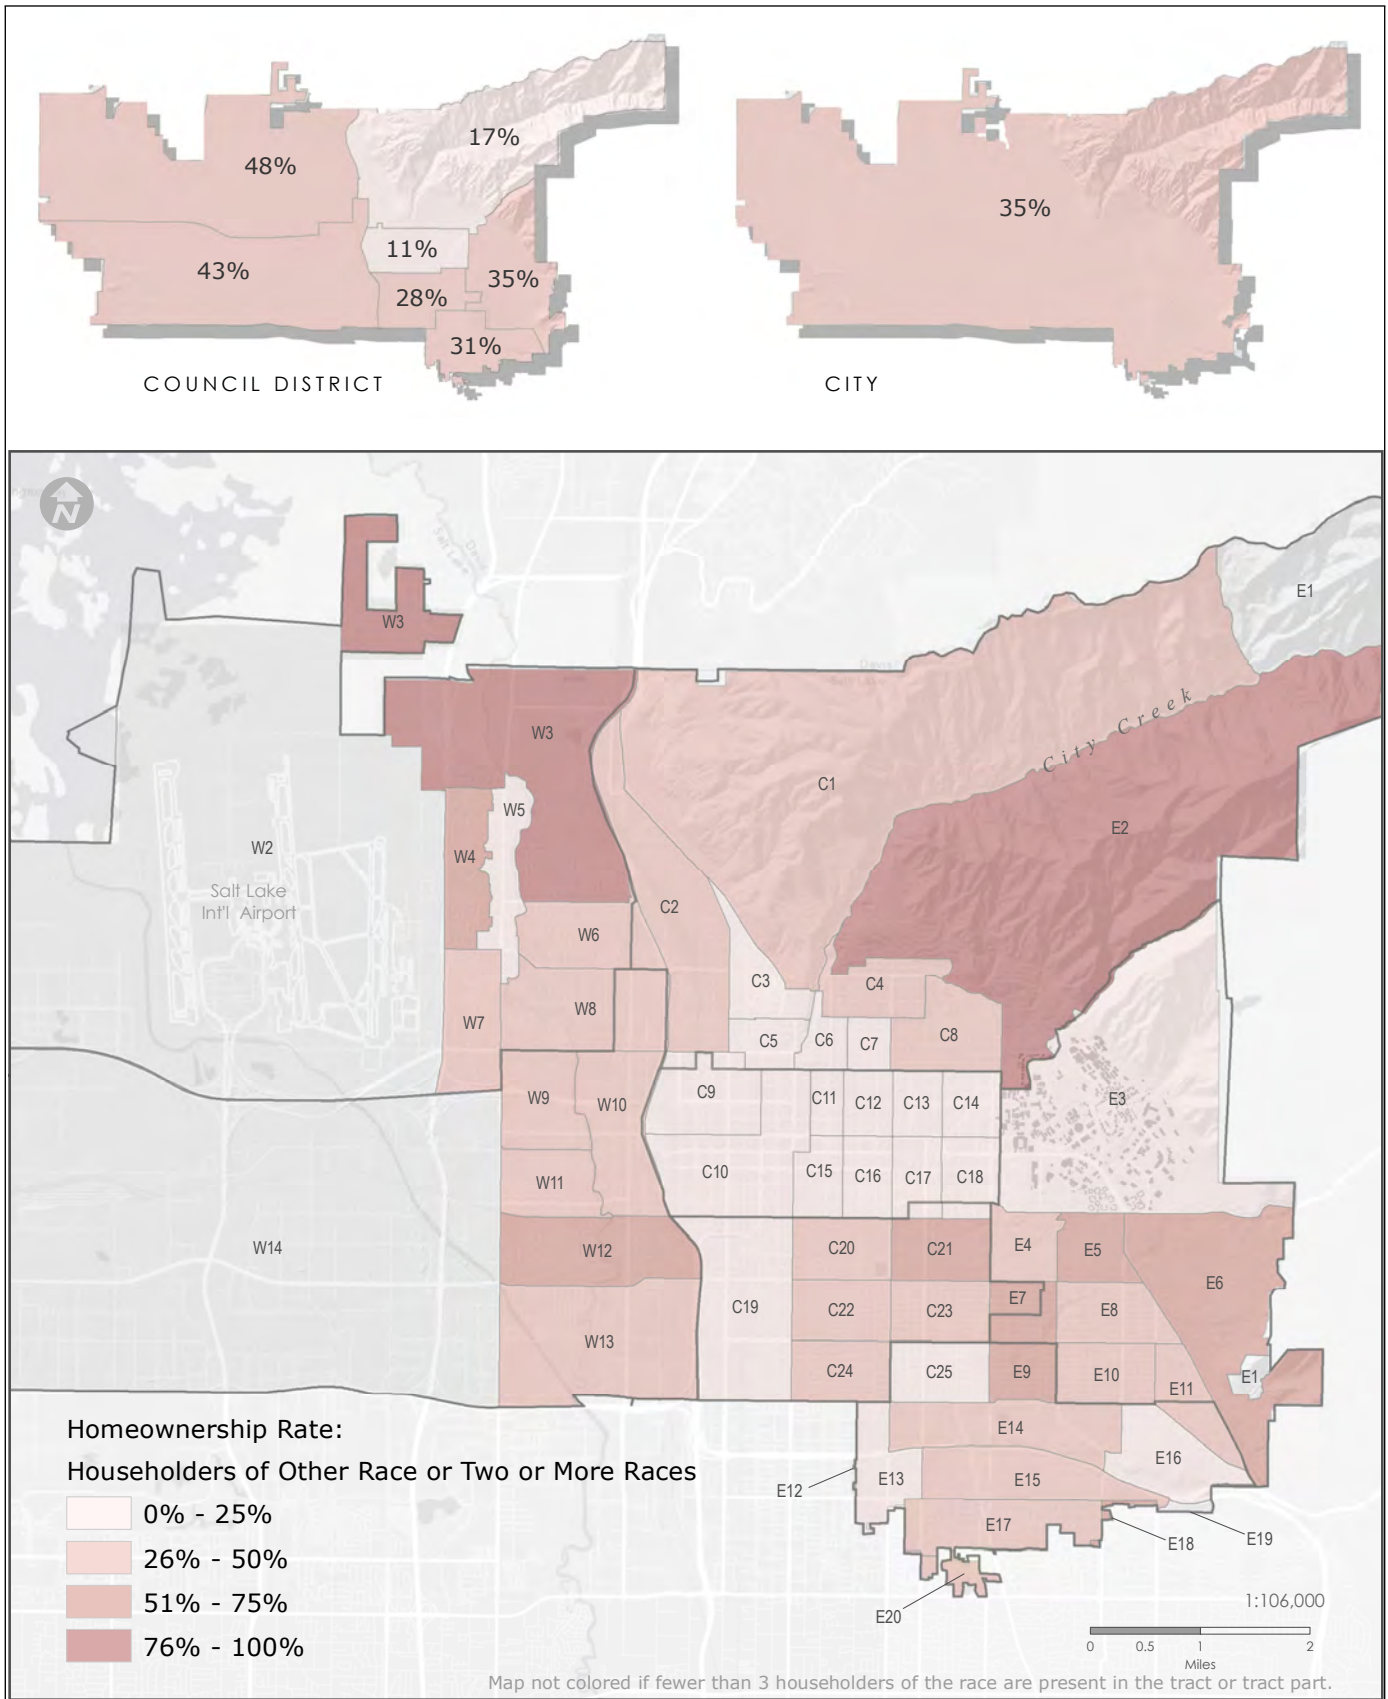 17%
48%
11%
43%
35%
28%
31%
COUNCIL DISTRICT
35%
CITY
N
Davis
Salt Lake
E1
W3
Davis
Salt Lake
City Creek
W3
C1
W5
E2
W2
W4
Salt Lake
Int'l Airport
C2
W6
C3
C4
W8
W7
C5
C6
C7
C8
C9
W9
W10
C11
C12
C13
C14
E3
C10
C15
C16
C17
C18
W11
W14
W12
C20
C21
E4
E5
E6
C19
C22
C23
E7
E8
W13
C24
C25
E9
E10
E11
E1
Homeownership Rate:
Householders of Other Race or Two or More Races
0% - 25%
26% - 50%
51% - 75%
76% - 100%
E14
E16
E12
E13
E15
E17
E18
E19
E20
1:106,000
0 0.5 1 2
Miles
Map not colored if fewer than 3 householders of the race are present in the tract or tract part.